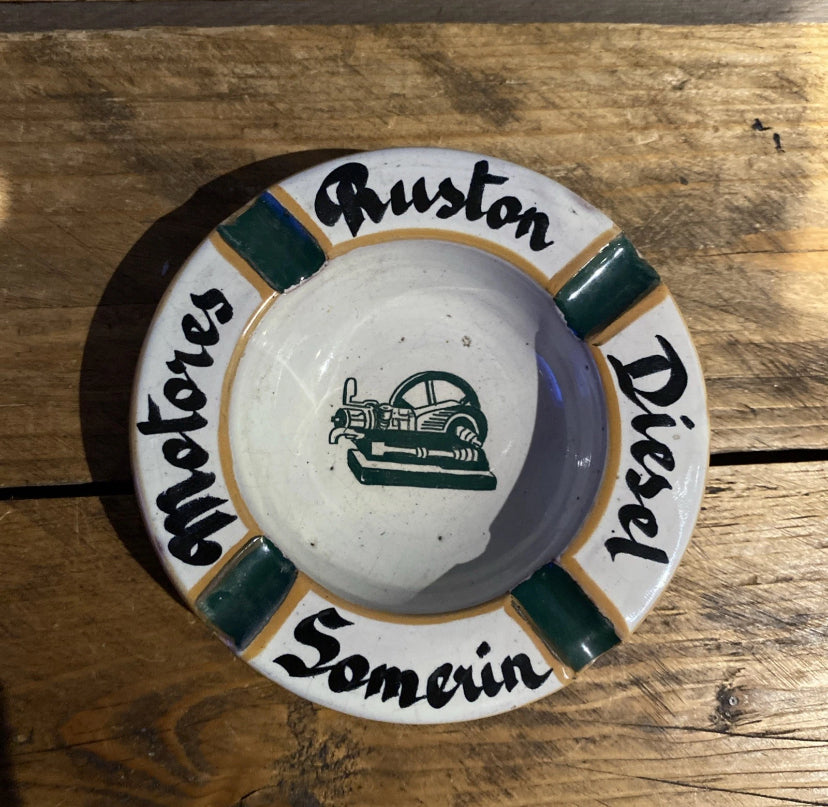 Motores
Ruston
Diesel
Somerin